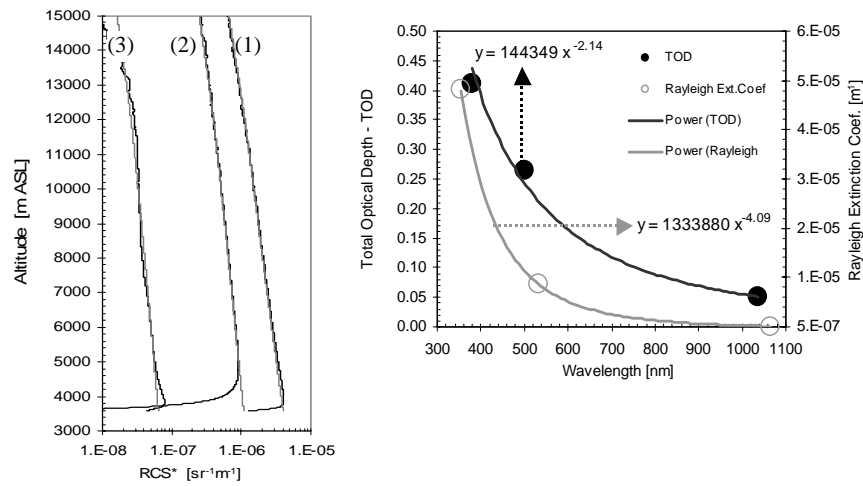 15000
14000
13000
12000
11000
10000
9000
8000
7000
6000
5000
4000
3000
Altitude [m ASL]
(3)
(2)
(1)
1.E-08
1.E-07
1.E-06
1.E-05
RCS* [sr-1m-1]
0.50
0.45
0.40
0.35
0.30
0.25
0.20
0.15
0.10
0.05
0.00
Total Optical Depth - TOD
y = 144349 x-2.14
TOD
Rayleigh Ext.Coef
Power (TOD)
Power (Rayleigh
y = 1333880 x-4.09
6.E-05
5.E-05
4.E-05
3.E-05
2.E-05
1.E-05
5.E-07
Rayleigh Extinction Coef. [m1]
300
400
500
600
700
800
900
1000
1100
Wavelength [nm]